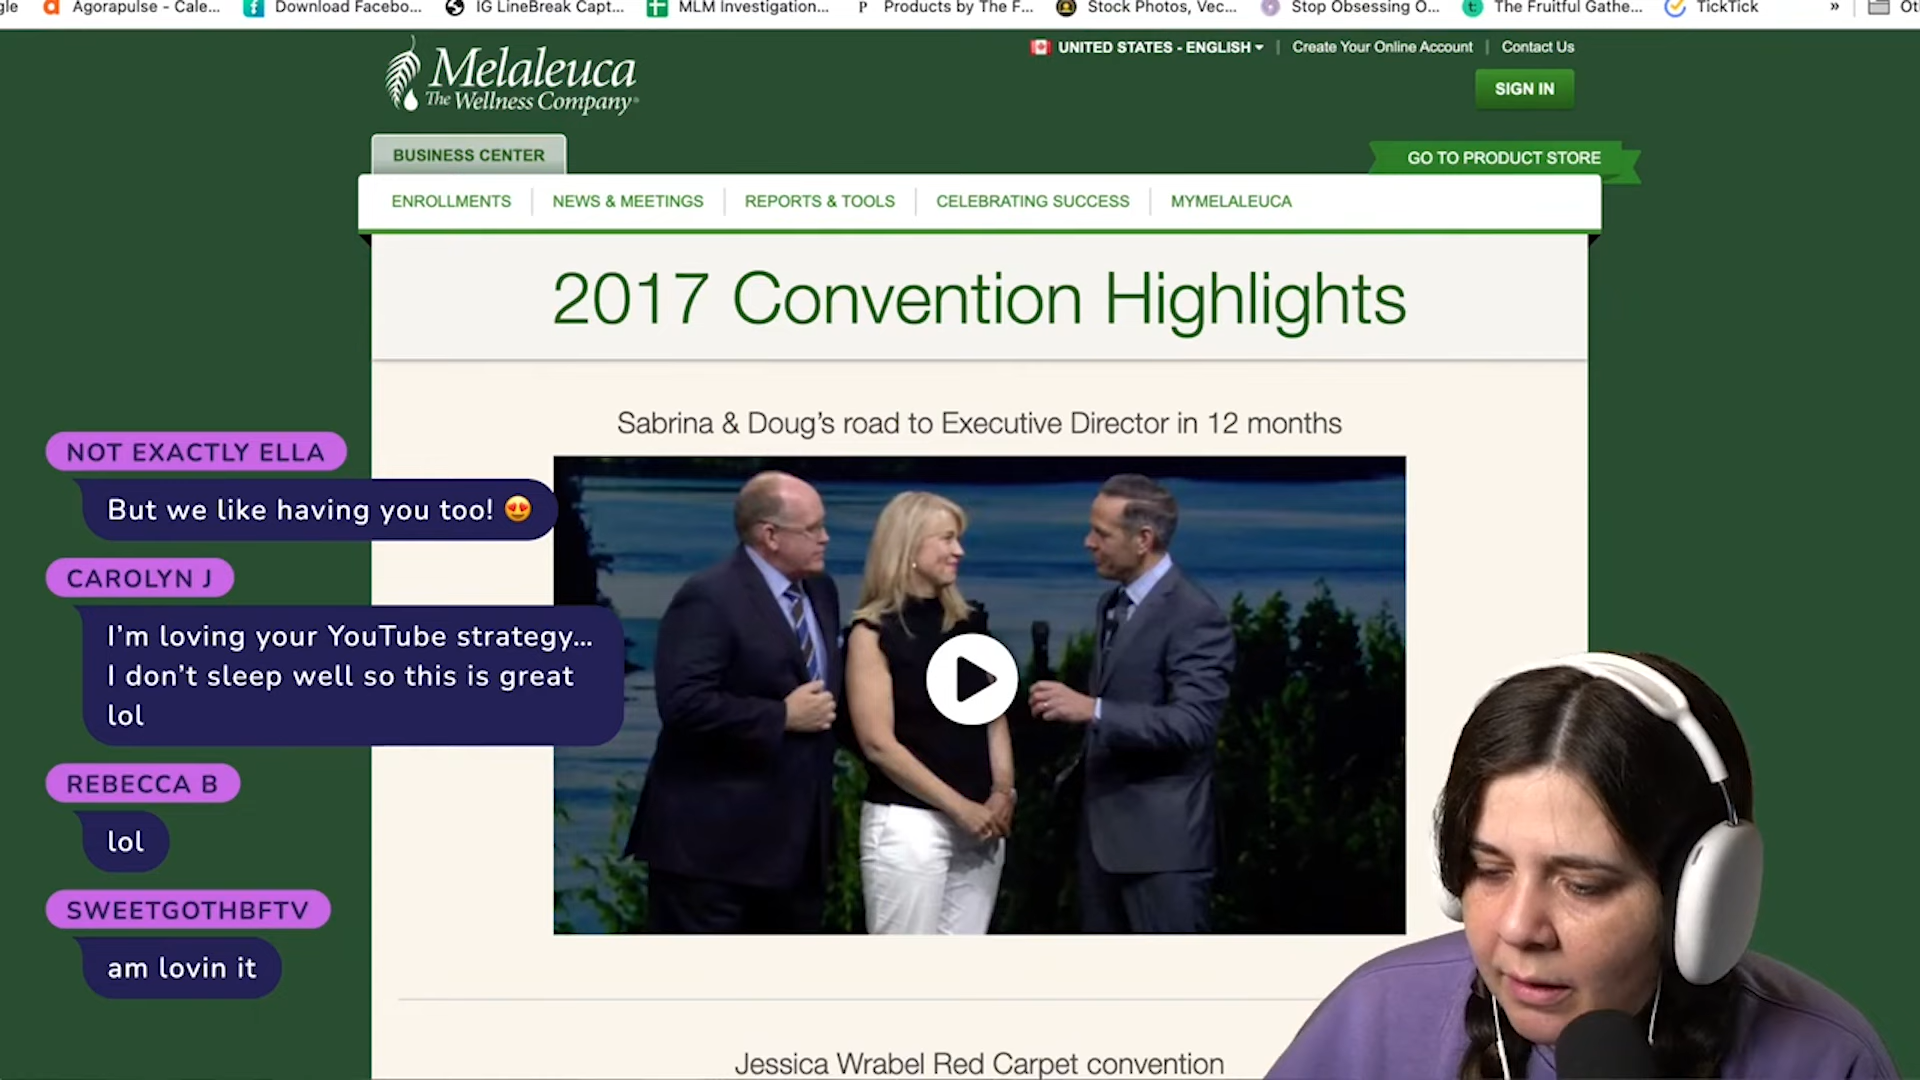 gle
Agorapulse - Cale...
Download Facebo...
IG LineBreak Capt...
MLM Investigation...
Products by The F...
Stock Photos, Vec...
Stop Obsessing O...
The Fruitful Gathe...
TickTick
»
Ot
Melaleuca
The Wellness Company
UNITED STATES - ENGLISH
Create Your Online Account
Contact Us
SIGN IN
BUSINESS CENTER
GO TO PRODUCT STORE
ENROLLMENTS
NEWS & MEETINGS
REPORTS & TOOLS
CELEBRATING SUCCESS
MYMELALEUCA
2017 Convention Highlights
Sabrina & Doug's road to Executive Director in 12 months
NOT EXACTLY ELLA
But we like having you too! 😍
CAROLYN J
I'm loving your YouTube strategy...
I don't sleep well so this is great
lol
REBECCA B
lol
SWEETGOTHBFTV
am lovin it
Jessica Wrabel Red Carpet convention